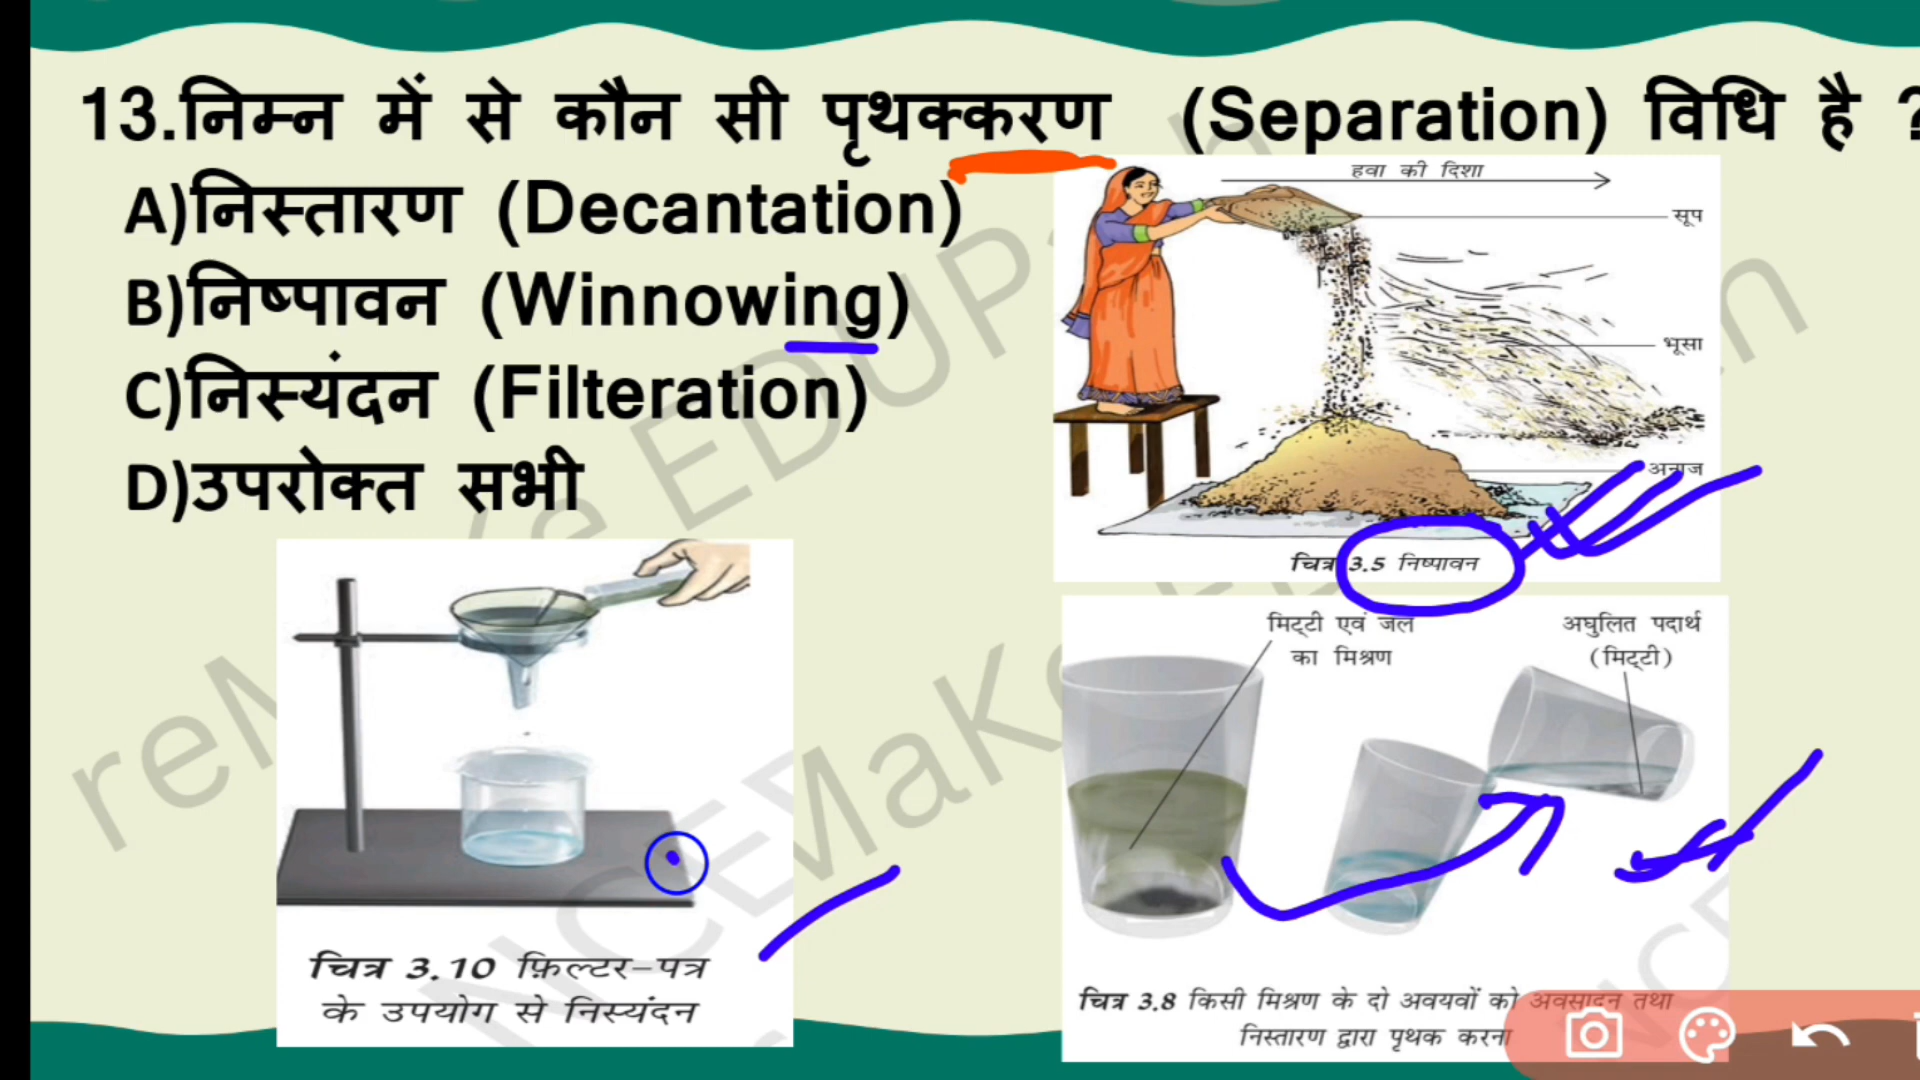 13.निम्न में से कौन सी पृथक्करण (Separation) विधि है ?
A)निस्तारण (Decantation)
B)निष्पावन (Winnowing)
C)निस्यंदन (Filteration)
D)उपरोक्त सभी
हवा की दिशा
सूप
भूसा
अनाज
चित्र 3.5 निष्पावन
मिट्टी एवं जल
का मिश्रण
अघुलित पदार्थ
(मिट्टी)
चित्र 3.10 फ़िल्टर-पत्र
के उपयोग से निस्यंदन
चित्र 3.8 किसी मिश्रण के दो अवयवों को अवसादन तथा
निस्तारण द्वारा पृथक करना